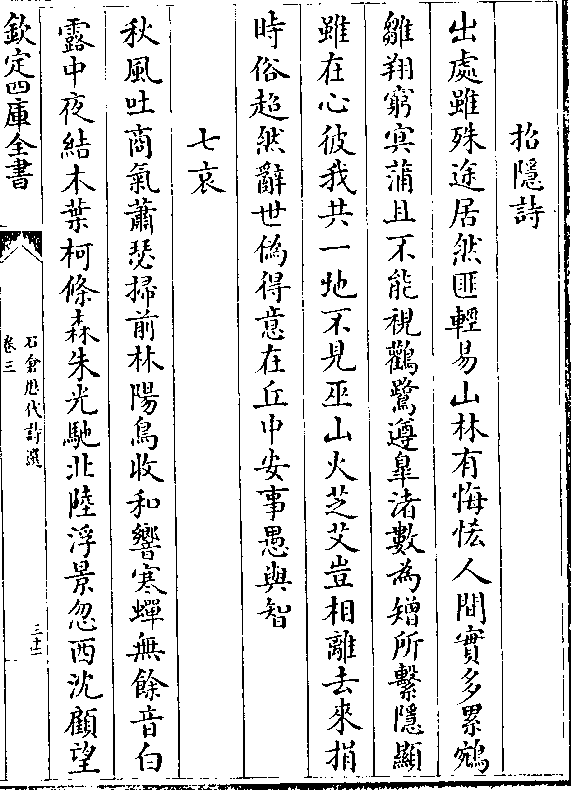 招隱詩
出處雖殊途居然匪輕易山林有悔恡人間實多累鵷
雛翔窮㝠蒲且不能視鸛鷺遵臯渚數為矰所繫隱顯
雖在心彼我共一地不見巫山火芝艾豈相離去來捐
時俗超然辭世偽得意在丘中安事愚與智
七哀
秋風吐商氣蕭瑟掃前林陽鳥收和響寒蟬無餘音白
露中夜結木葉柯條森朱光馳北陸浮景忽西沈顧望
欽定四庫全書
石倉歷代詩選
卷三
三十一